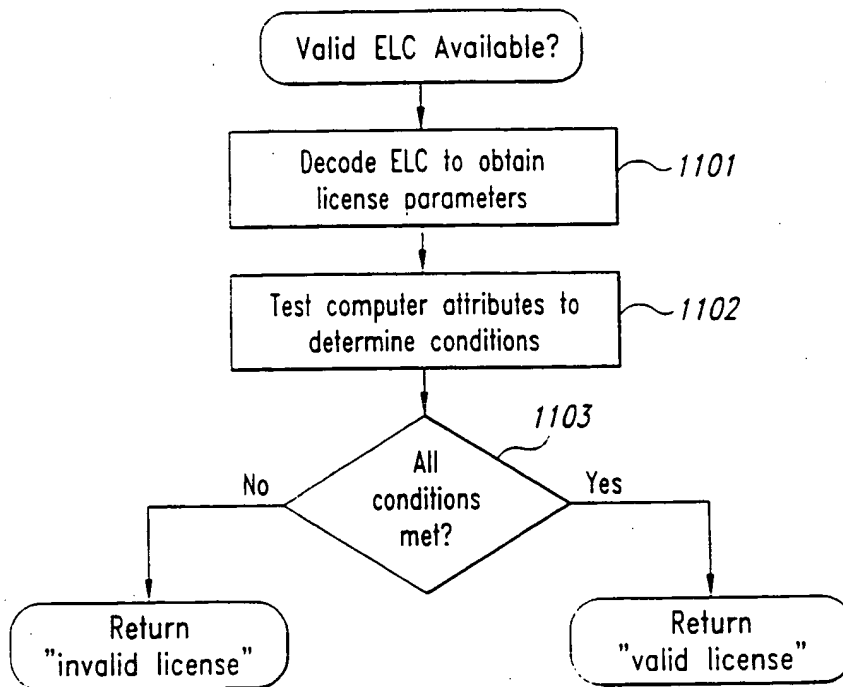 Valid ELC Available?
Decode ELC to obtain
license parameters
1101
Test computer attributes to
determine conditions
1102
1103
All
conditions
met?
No
Yes
Return
"invalid license"
Return
"valid license"